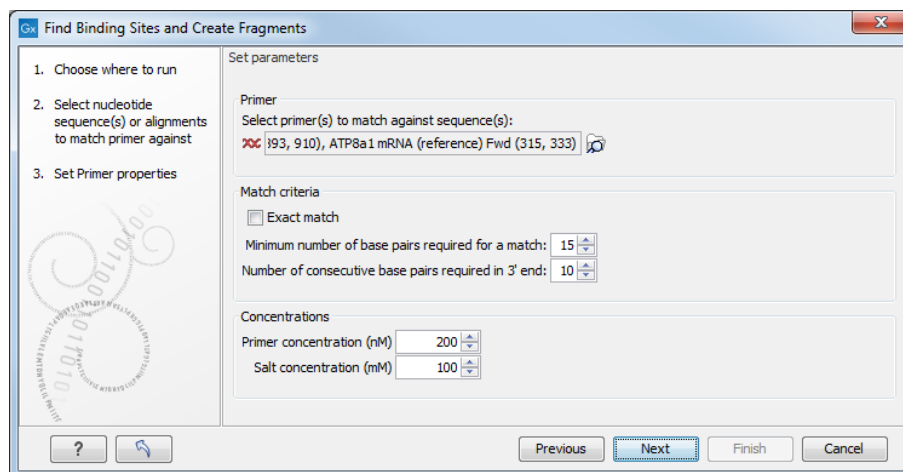 Gx Find Binding Sites and Create Fragments
1. Choose where to run
2. Select nucleotide
sequence(s) or alignments
to match primer against
3. Set Primer properties
Set parameters
Primer
Select primer(s) to match against sequence(s):
393, 910), ATP8a1 mRNA (reference) Fwd (315, 333)
Match criteria
Exact match
Minimum number of base pairs required for a match: 15
Number of consecutive base pairs required in 3' end: 10
Concentrations
Primer concentration (nM) 200
Salt concentration (mM) 100
? Previous Next Finish Cancel